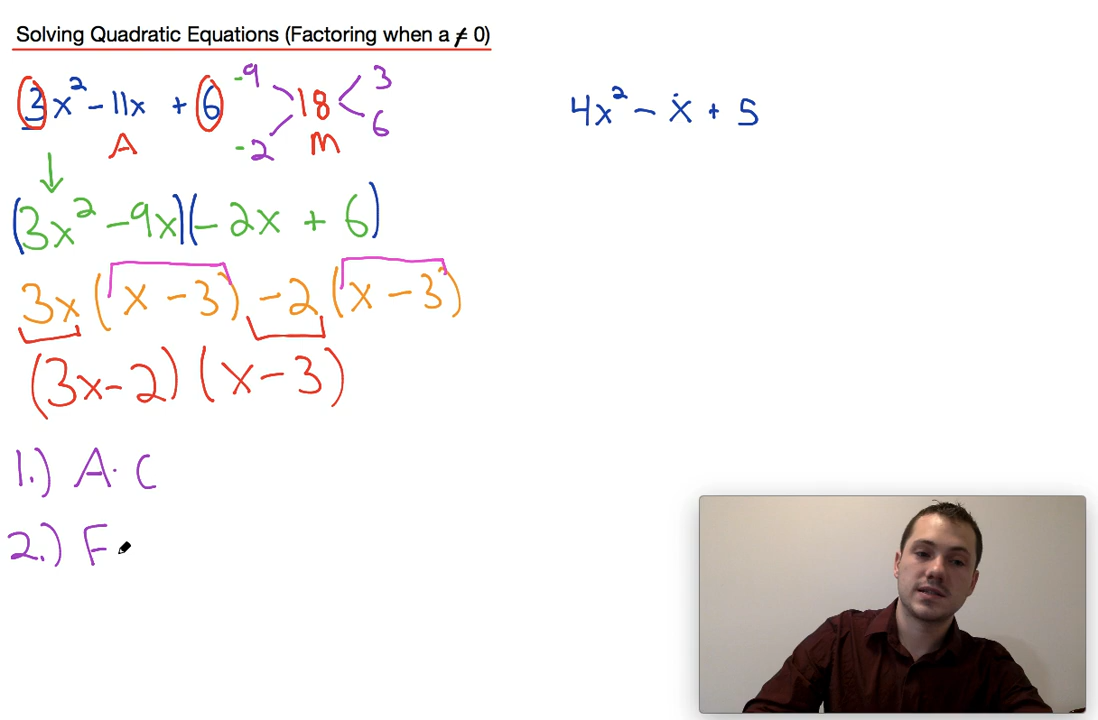 Solving Quadratic Equations (Factoring when a ≠ 0)
3x² - 11x + 6 -9 -2 18 3 6
A M
4x² - x + 5
(3x² - 9x)(- 2x + 6)
3x (x - 3) - 2 (x - 3)
(3x - 2) (x - 3)
1.) A · C
2.) F